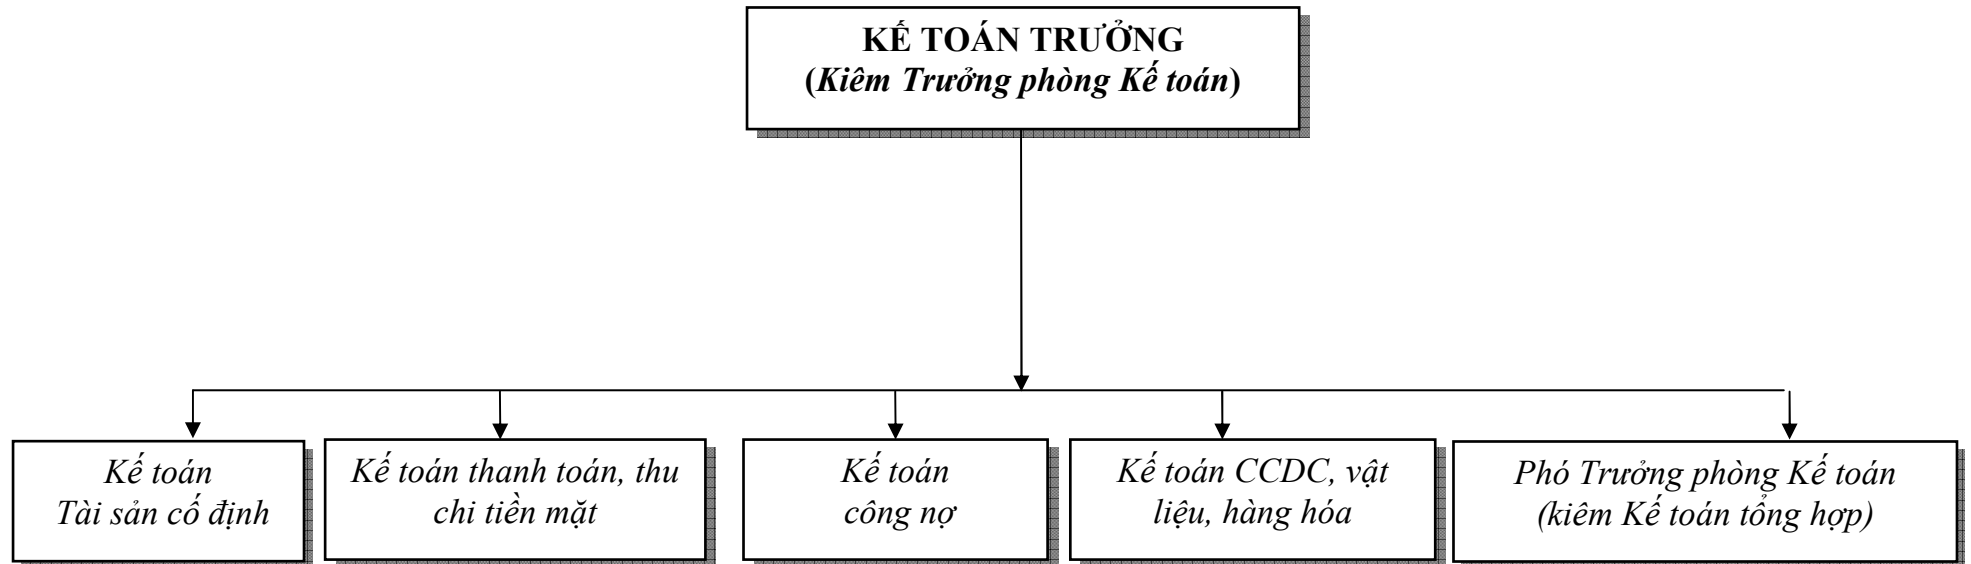 KẾ TOÁN TRƯỞNG
(Kiêm Trưởng phòng Kế toán)
Kế toán
Tài sản cố định
Kế toán thanh toán, thu
chi tiền mặt
Kế toán
công nợ
Kế toán CCDC, vật
liệu, hàng hóa
Phó Trưởng phòng Kế toán
(kiêm Kế toán tổng hợp)